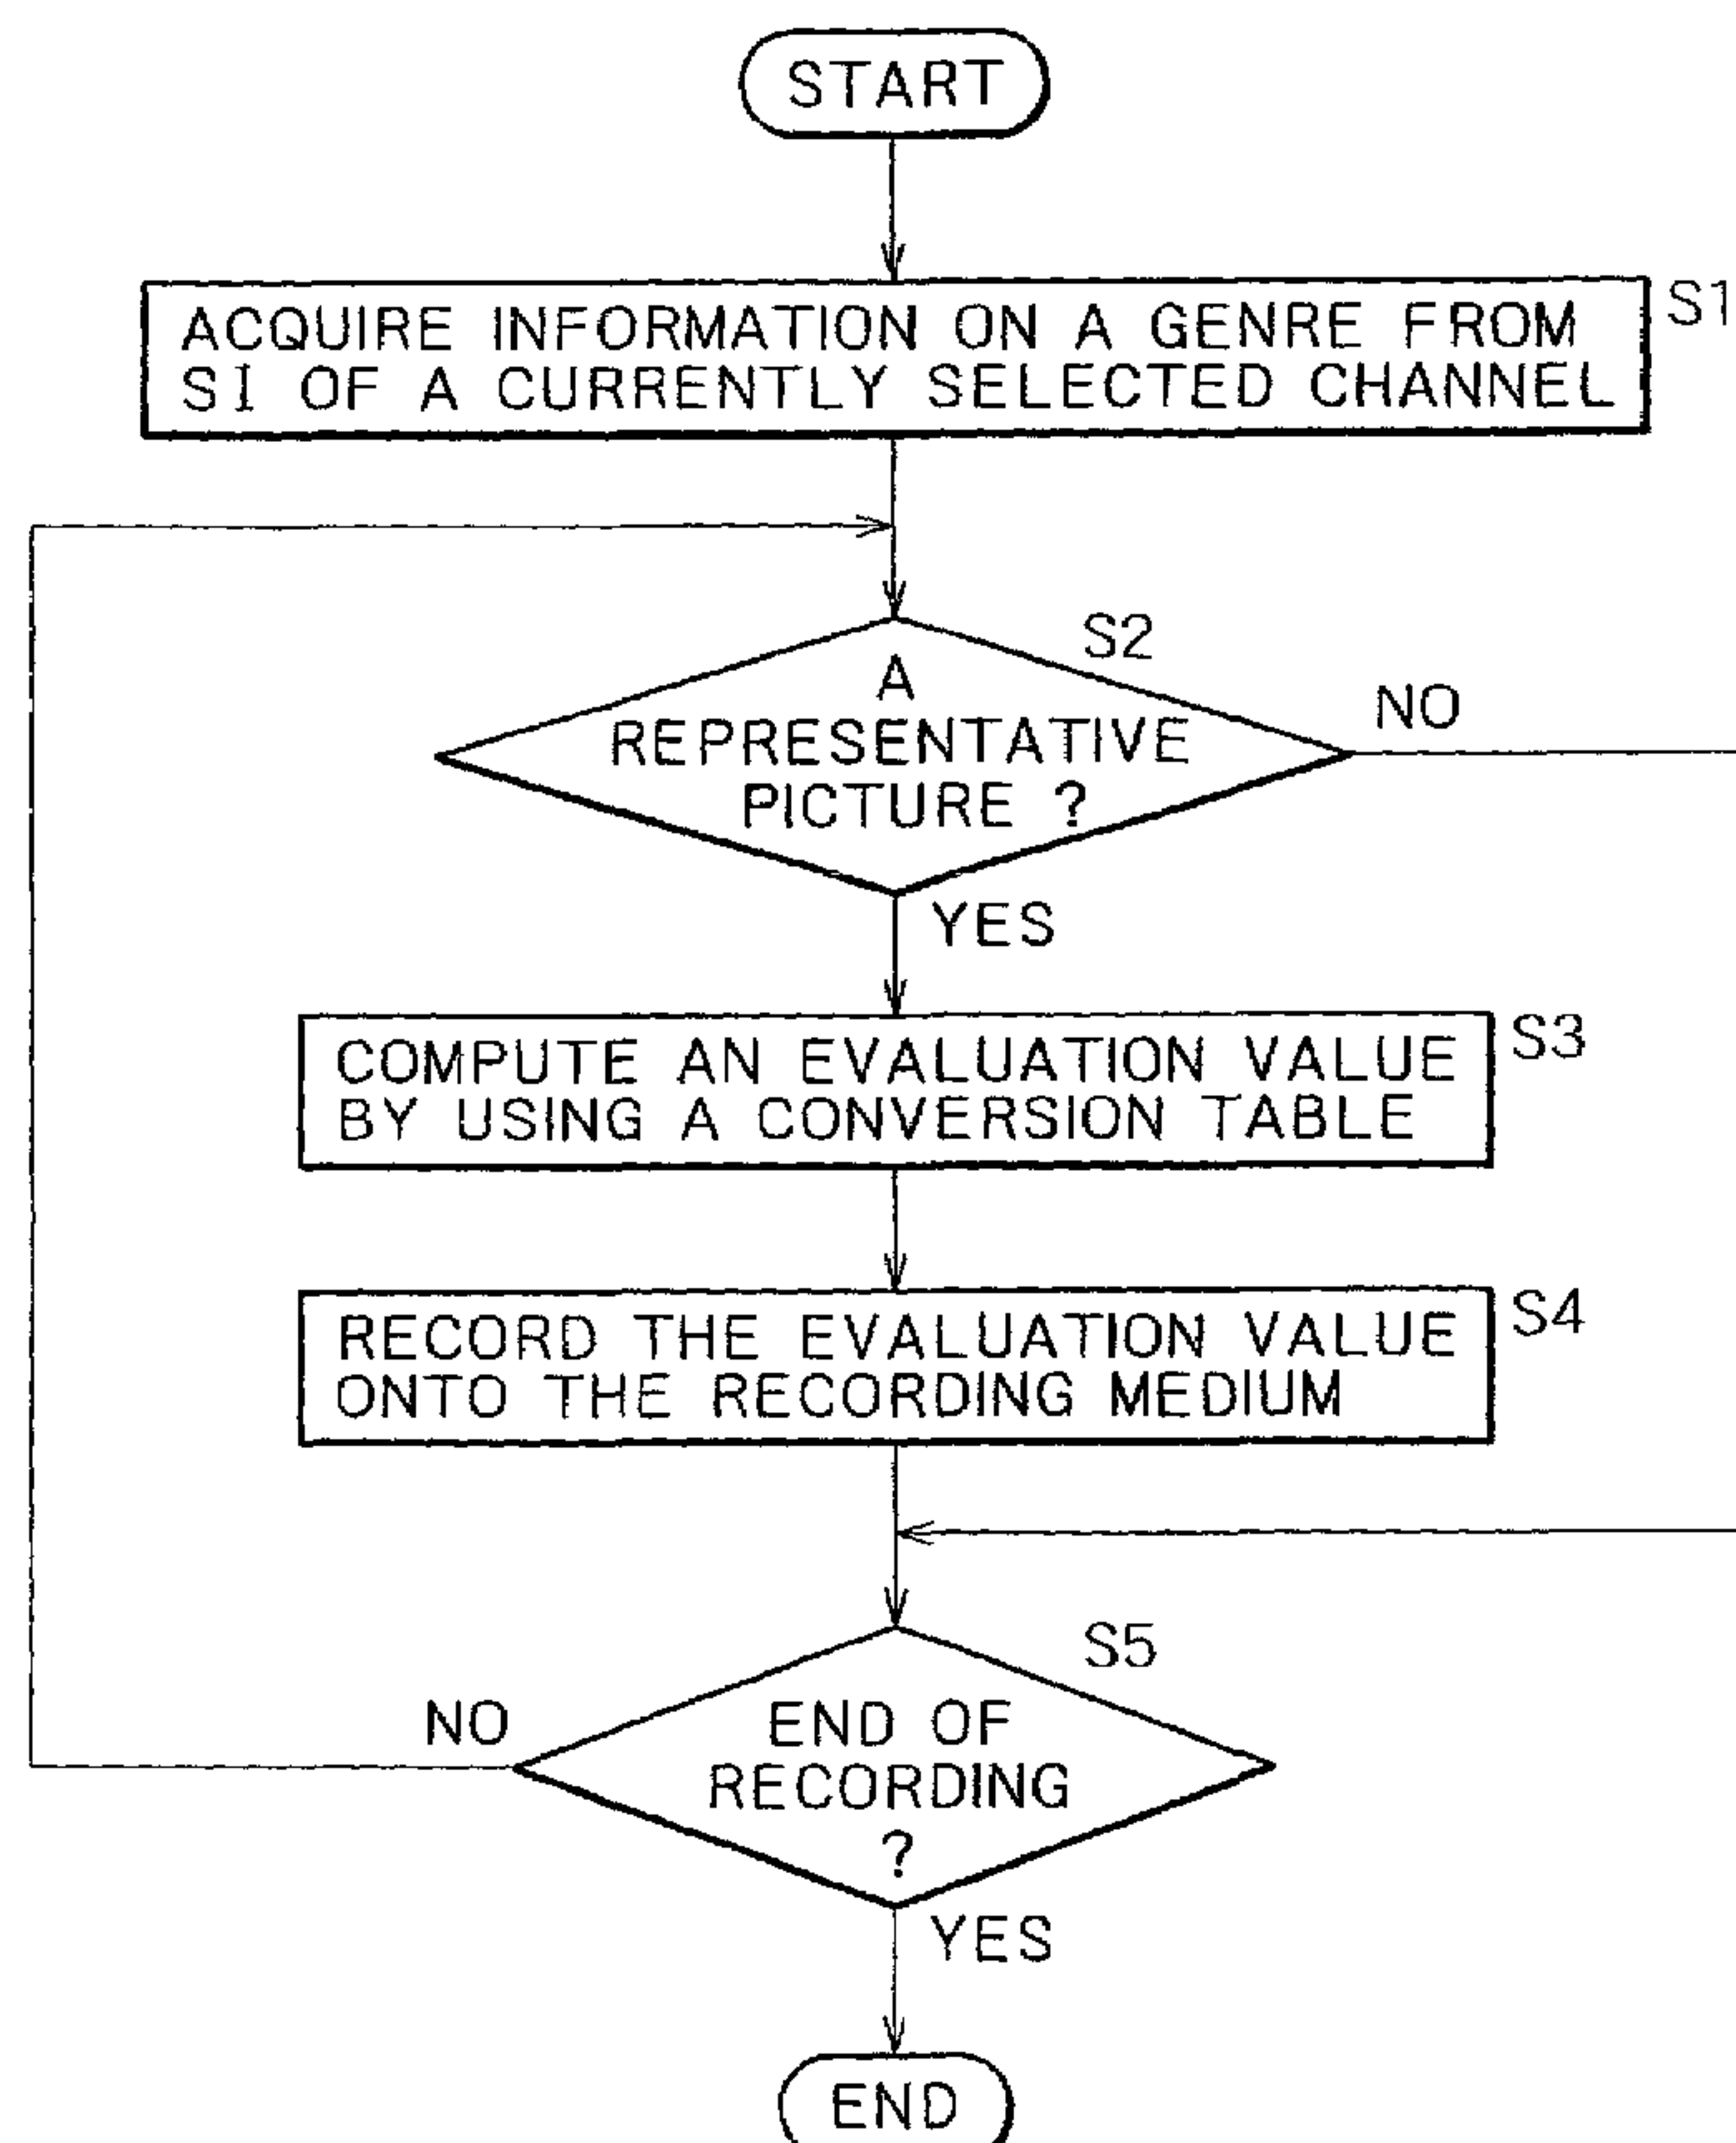 START
ACQUIRE INFORMATION ON A GENRE FROM
SI OF A CURRENTLY SELECTED CHANNEL
S1
S2
A
REPRESENTATIVE
PICTURE ?
NO
YES
COMPUTE AN EVALUATION VALUE
BY USING A CONVERSION TABLE
S3
RECORD THE EVALUATION VALUE
ONTO THE RECORDING MEDIUM
S4
S5
END OF
RECORDING
?
NO
YES
END